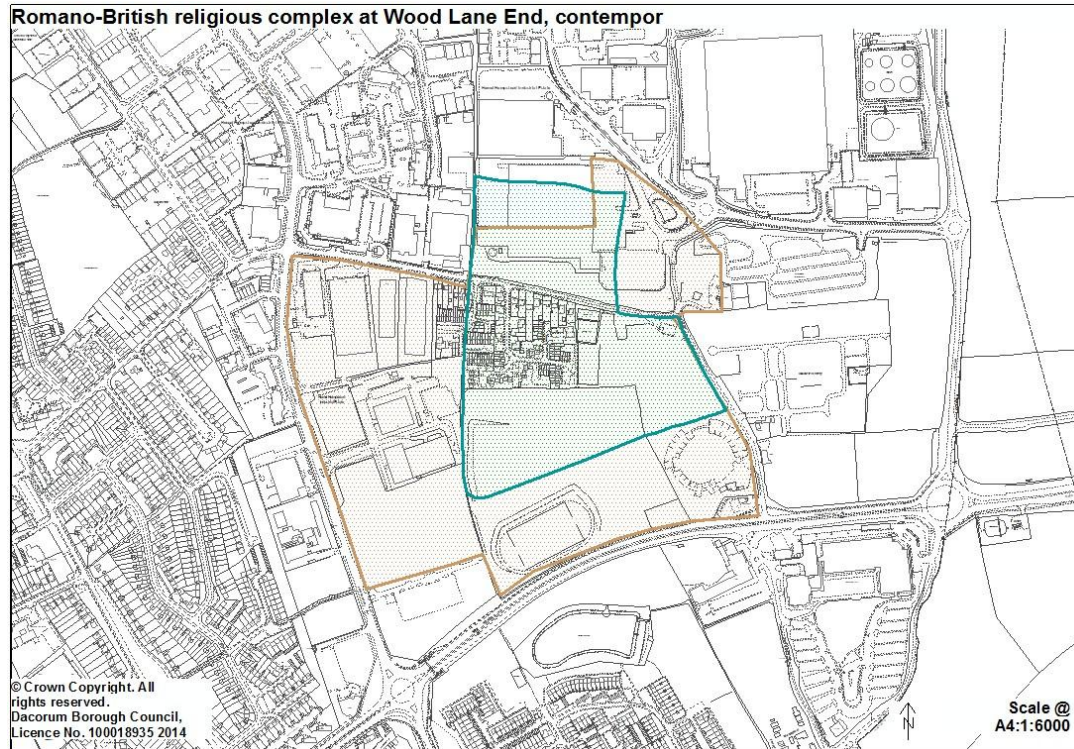 Romano-British religious complex at Wood Lane End, contempor
© Crown Copyright. All
rights reserved.
Dacorum Borough Council,
Licence No. 100018935 2014
N
Scale @
A4:1:6000